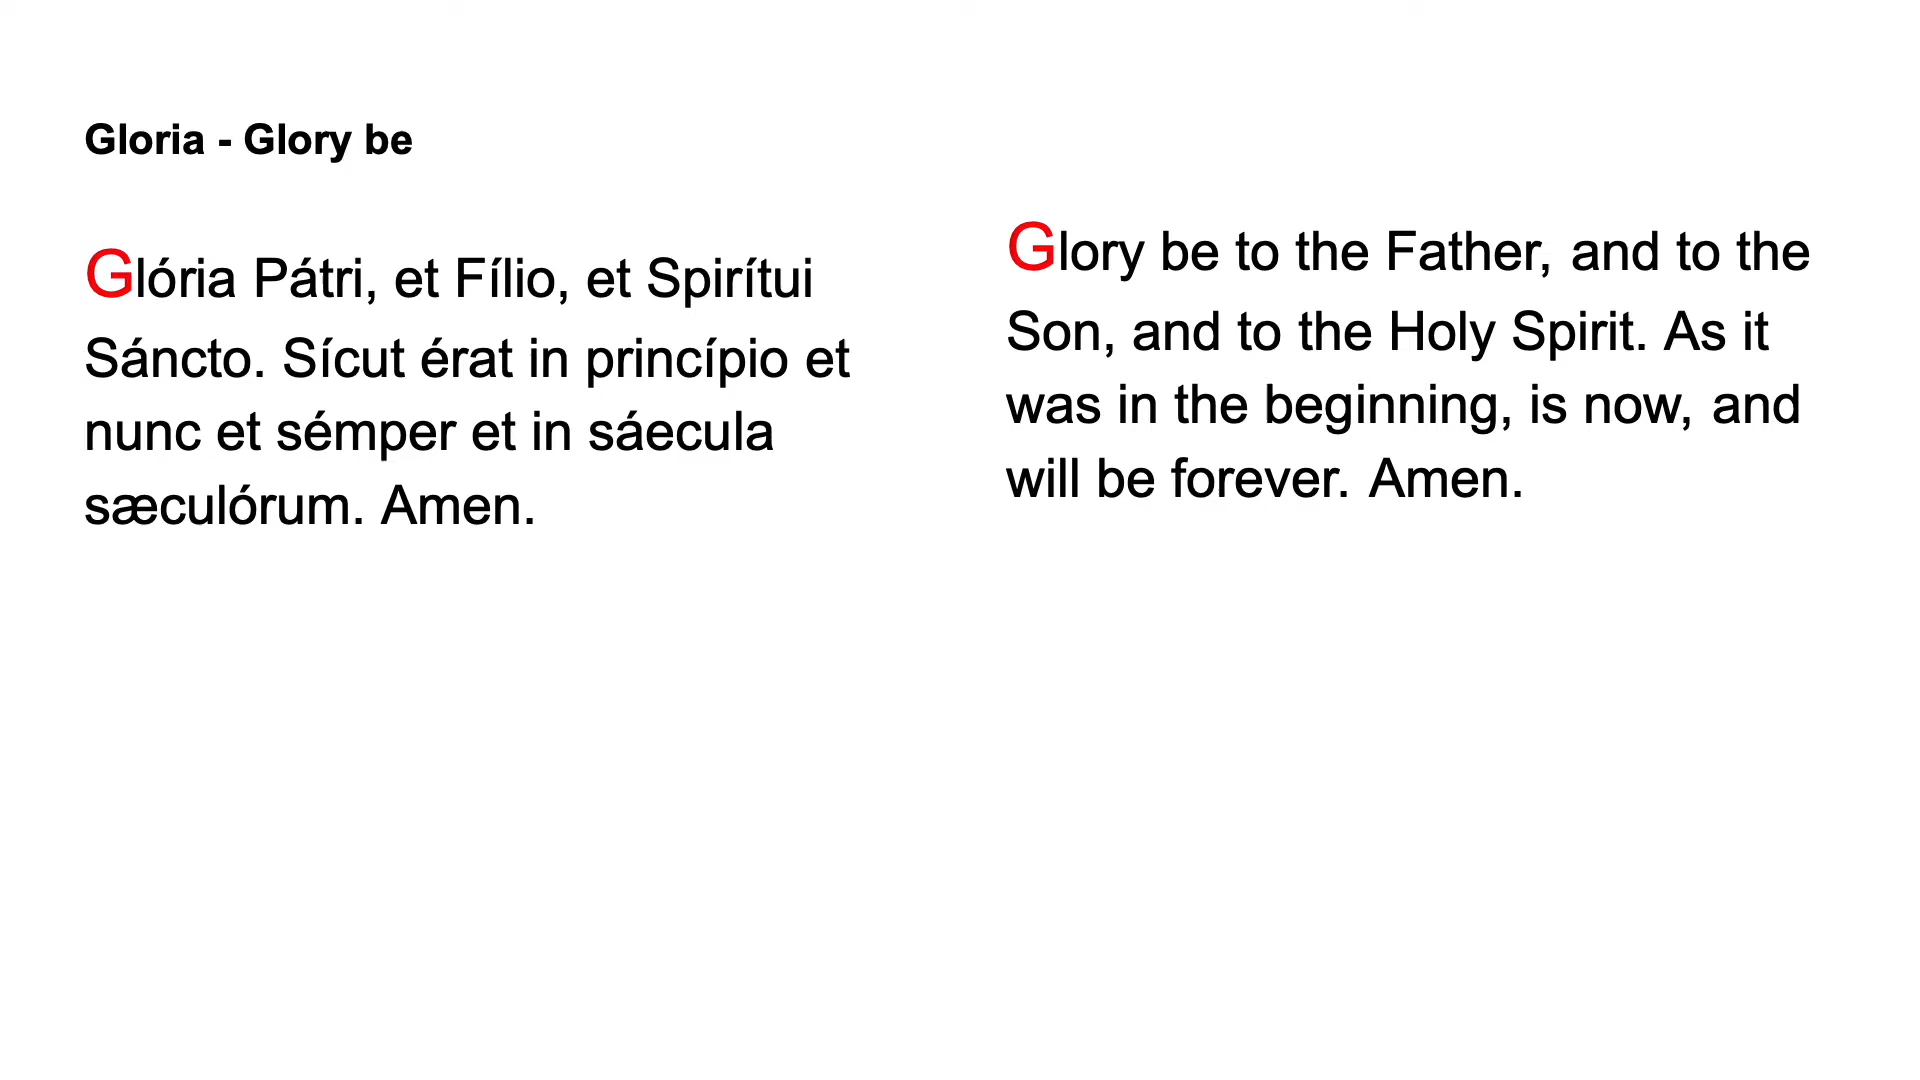 Gloria - Glory be
Glória Pátri, et Fílio, et Spirítui
Sáncto. Sícut érat in princípio et
nunc et sémper et in sáecula
sæculórum. Amen.
Glory be to the Father, and to the
Son, and to the Holy Spirit. As it
was in the beginning, is now, and
will be forever. Amen.